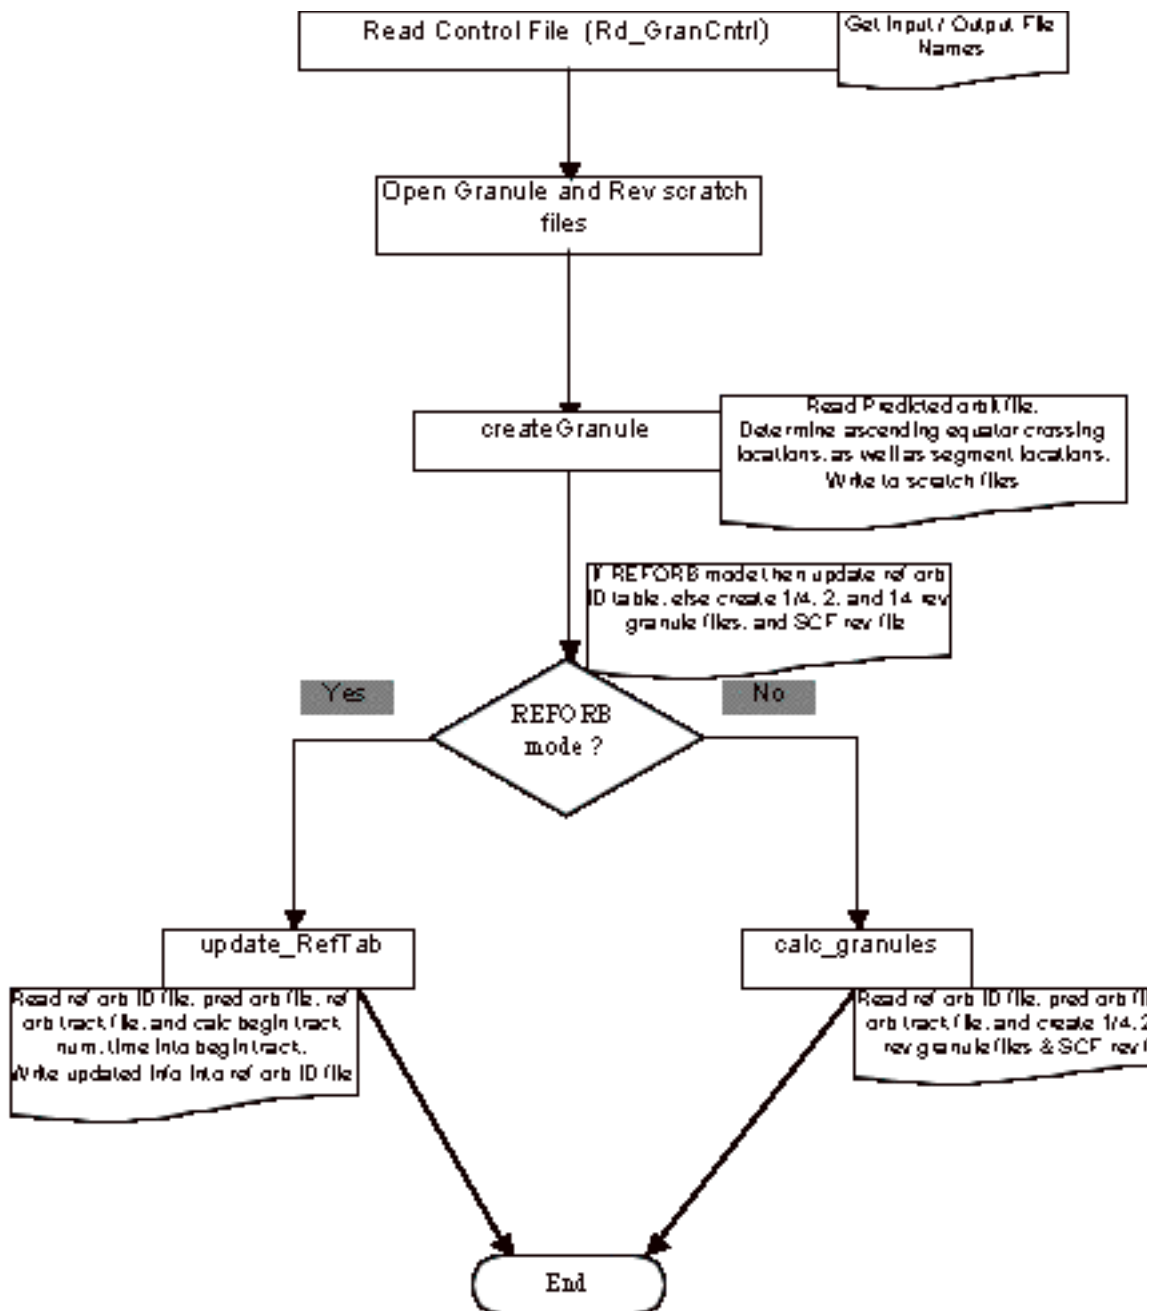 Read Control File (Rd_GranCntrl)
Get Input / Output File
Names
Open Granule and Rev scratch
files
createGranule
Read Predicted orbit file.
Determine ascending equator crossing
locations, as well as segment locations.
Write to scratch files
If REFORB mode then update ref orb
ID table, else create 1/4, 2, and 14 rev
granule files, and SCF rev file
Yes
No
REFORB
mode ?
update_RefTab
calc_granules
Read ref orb ID file, pred orb file, ref
orb track file, and calc begin track
num, time into begin track.
Write updated info into ref orb ID file
Read ref orb ID file, pred orb
orb track file, and create 1/4, 2
rev granule files & SCF rev
End